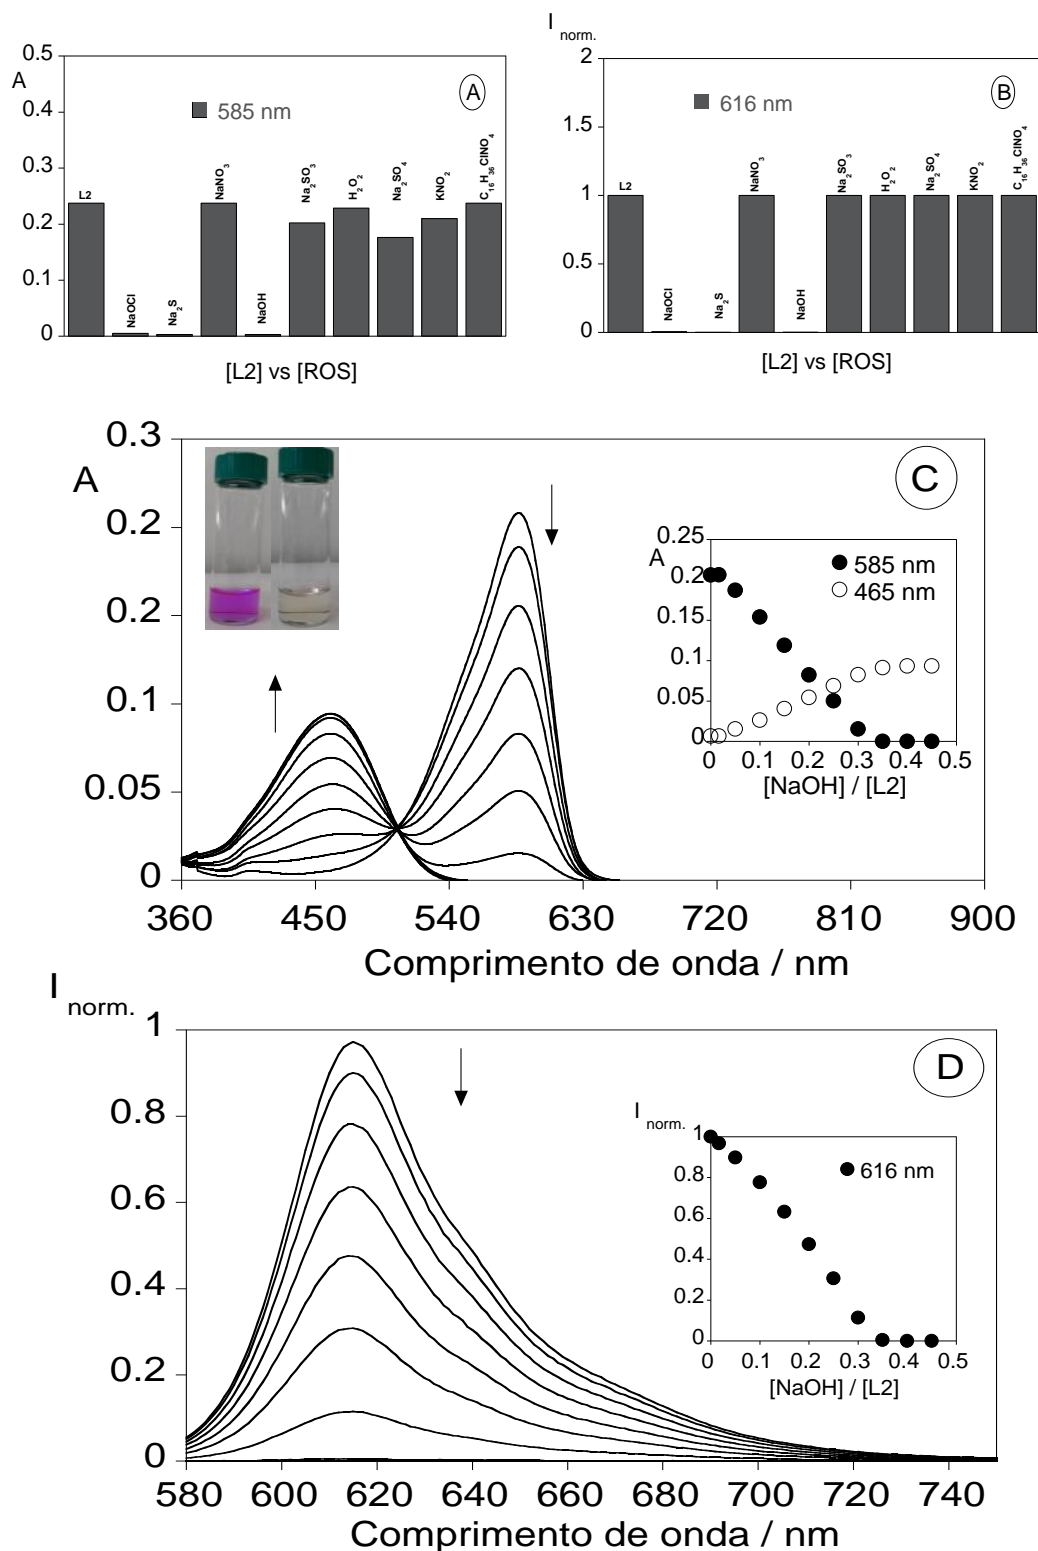 I norm.
0.5
A
0.4
0.3
0.2
0.1
0
585 nm
A
L2
NaOCl
Na2S
NaNO3
NaOH
Na2SO3
H2O2
Na2SO4
KNO2
C16H36ClNO4
[L2] vs [ROS]
2
1.5
1
0.5
0
616 nm
B
L2
NaOCl
Na2S
NaNO3
NaOH
Na2SO3
H2O2
Na2SO4
KNO2
C16H36ClNO4
[L2] vs [ROS]
0.3
A
0.2
0.2
0.1
0.05
0
C
0.25
A
0.2
0.15
0.1
0.05
0
585 nm
465 nm
0 0.1 0.2 0.3 0.4 0.5
[NaOH] / [L2]
360 450 540 630 720 810 900
Comprimento de onda / nm
I norm.
1
0.8
0.6
0.4
0.2
0
D
I norm.
1
0.8
0.6
0.4
0.2
0
616 nm
0 0.1 0.2 0.3 0.4 0.5
[NaOH] / [L2]
580 600 620 640 660 680 700 720 740
Comprimento de onda / nm